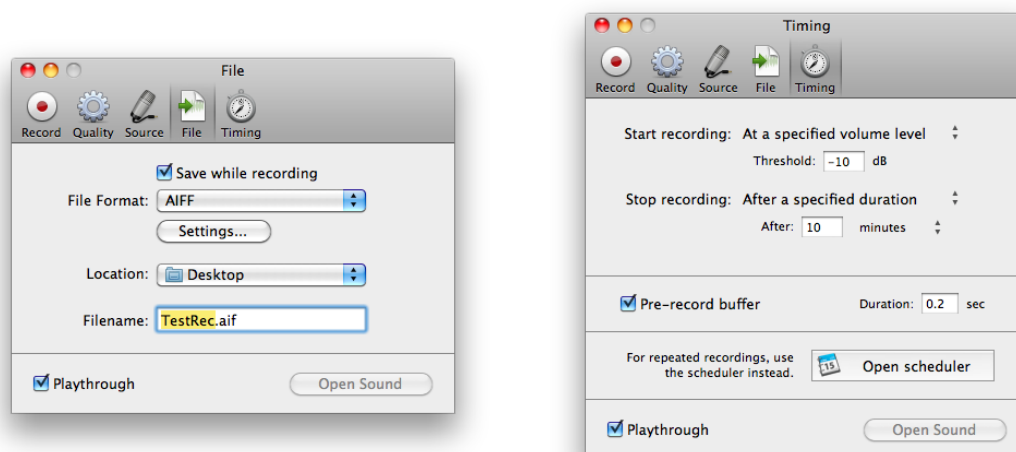 File
Record Quality Source File Timing
Save while recording
File Format: AIFF
Settings...
Location: Desktop
Filename: TestRec.aif
Playthrough Open Sound
Timing
Record Quality Source File Timing
Start recording: At a specified volume level
Threshold: -10 dB
Stop recording: After a specified duration
After: 10 minutes
Pre-record buffer Duration: 0.2 sec
For repeated recordings, use
the scheduler instead.
15
Open scheduler
Playthrough Open Sound